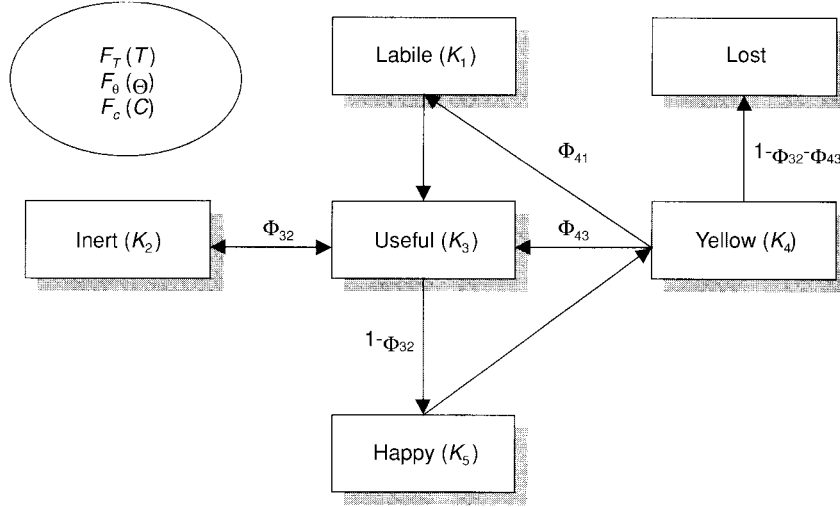 F_T (T)
F_θ (Θ)
F_c (C)
Labile (K_1)
Lost
Φ_41
1-Φ_32-Φ_43
Inert (K_2)
Φ_32
Useful (K_3)
Φ_43
Yellow (K_4)
1-Φ_32
Happy (K_5)